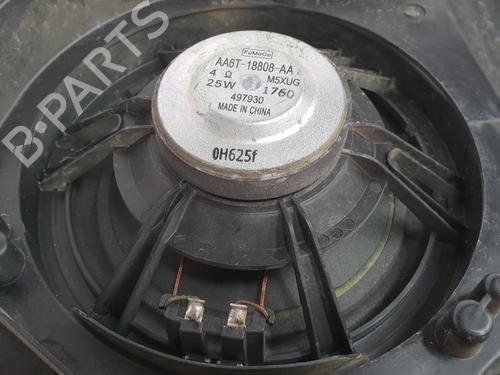 B-PARTS
FoMoCo
AA6T-18808-AA
4 Ω M5XUG
25W 1760
497930
MADE IN CHINA
0H625f